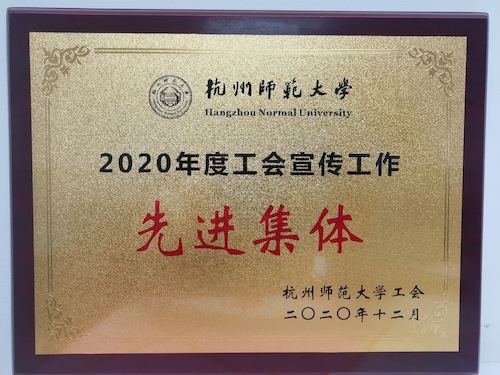 杭州师范大学
Hangzhou Normal University
2020年度工会宣传工作
先进集体
杭州师范大学工会
二〇二〇年十二月